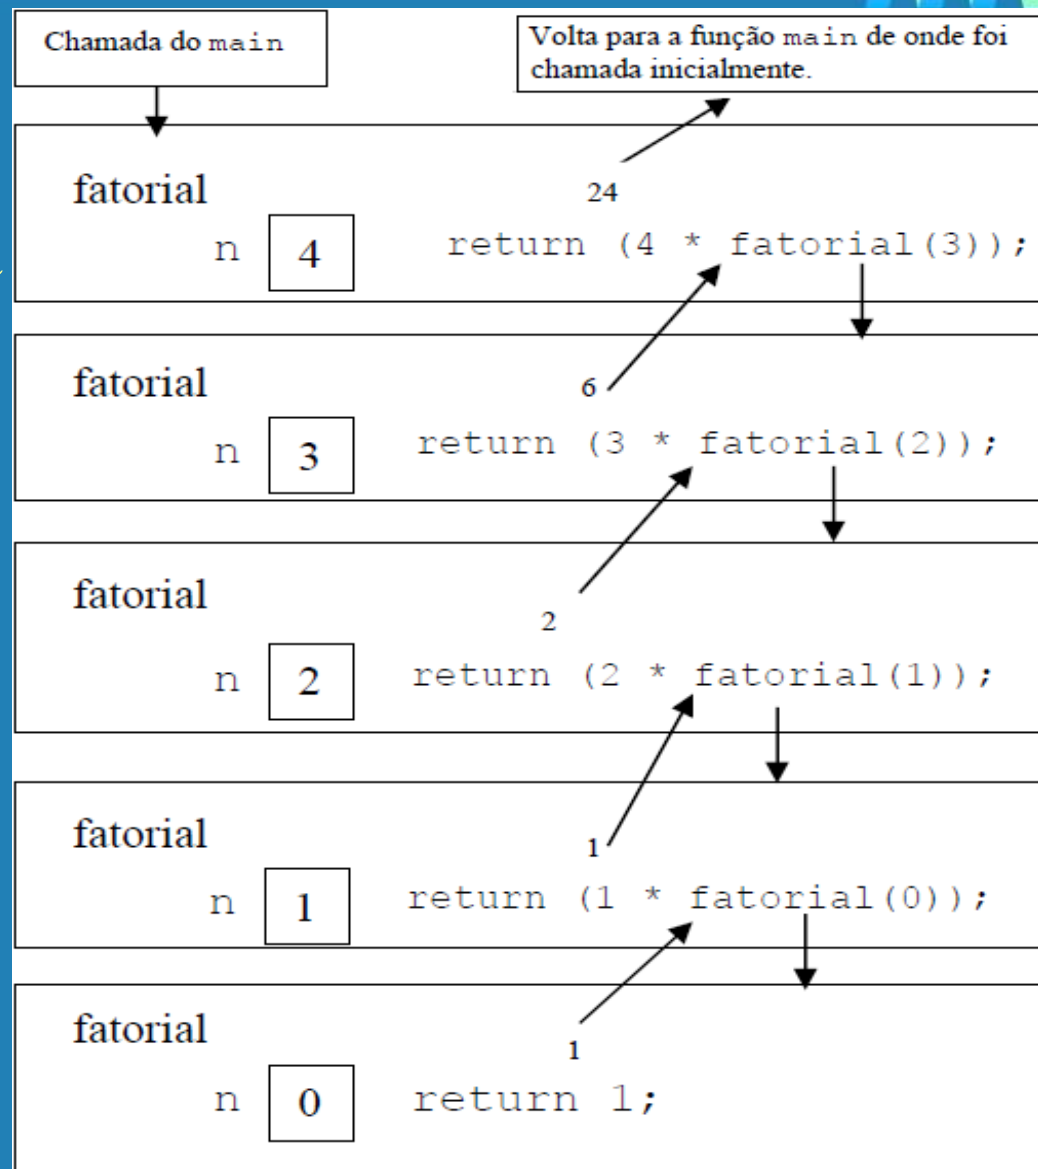 Chamada do main
Volta para a função main de onde foi
chamada inicialmente.
fatorial
24
n 4 return (4 * fatorial(3));
fatorial
6
n 3 return (3 * fatorial(2));
fatorial
2
n 2 return (2 * fatorial(1));
fatorial
1
n 1 return (1 * fatorial(0));
fatorial
1
n 0 return 1;